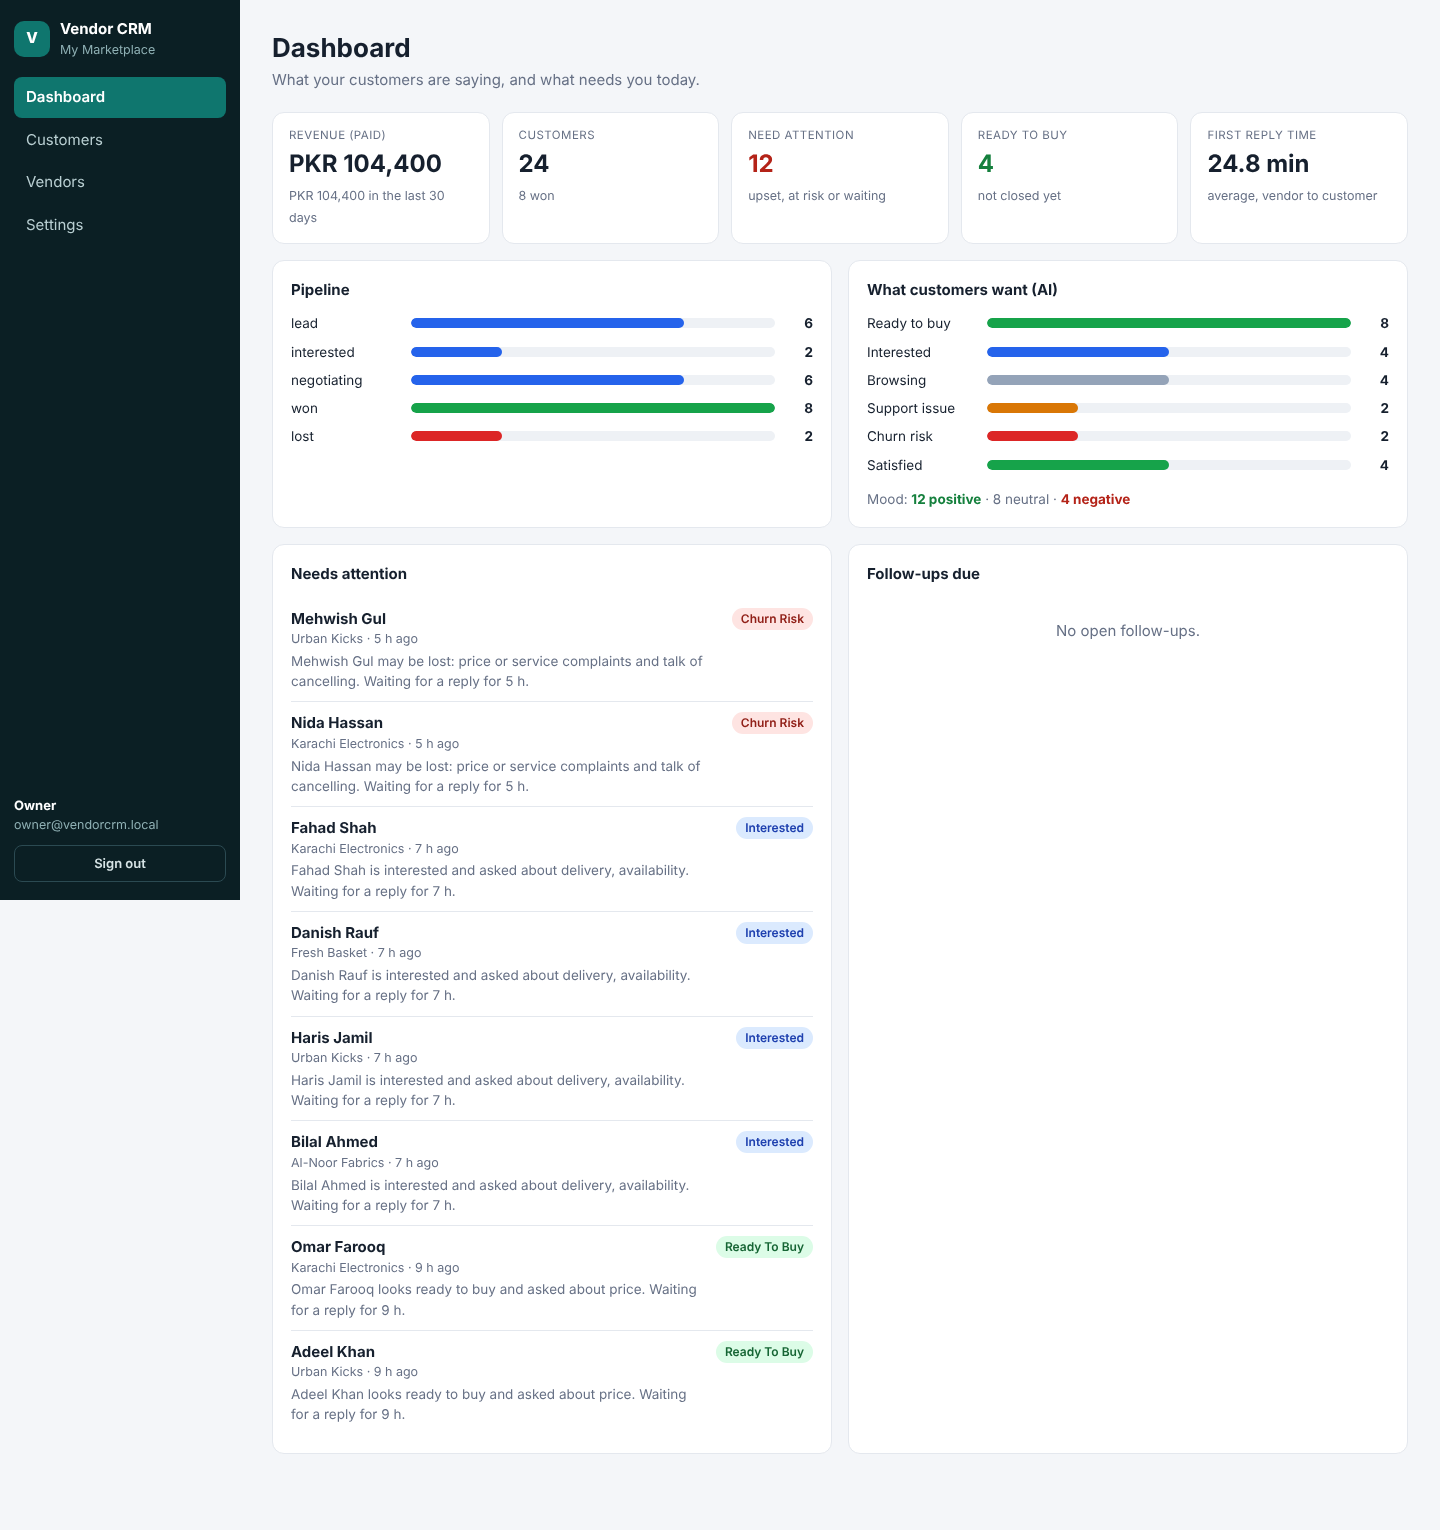 V
Vendor CRM
My Marketplace
Dashboard
Customers
Vendors
Settings
Owner
owner@vendorcrm.local
Sign out
Dashboard
What your customers are saying, and what needs you today.
REVENUE (PAID)
PKR 104,400
PKR 104,400 in the last 30
days
CUSTOMERS
24
8 won
NEED ATTENTION
12
upset, at risk or waiting
READY TO BUY
4
not closed yet
FIRST REPLY TIME
24.8 min
average, vendor to customer
Pipeline
lead 6
interested 2
negotiating 6
won 8
lost 2
What customers want (AI)
Ready to buy 8
Interested 4
Browsing 4
Support issue 2
Churn risk 2
Satisfied 4
Mood: 12 positive · 8 neutral · 4 negative
Needs attention
Mehwish Gul Churn Risk
Urban Kicks · 5 h ago
Mehwish Gul may be lost: price or service complaints and talk of
cancelling. Waiting for a reply for 5 h.
Nida Hassan Churn Risk
Karachi Electronics · 5 h ago
Nida Hassan may be lost: price or service complaints and talk of
cancelling. Waiting for a reply for 5 h.
Fahad Shah Interested
Karachi Electronics · 7 h ago
Fahad Shah is interested and asked about delivery, availability.
Waiting for a reply for 7 h.
Danish Rauf Interested
Fresh Basket · 7 h ago
Danish Rauf is interested and asked about delivery, availability.
Waiting for a reply for 7 h.
Haris Jamil Interested
Urban Kicks · 7 h ago
Haris Jamil is interested and asked about delivery, availability.
Waiting for a reply for 7 h.
Bilal Ahmed Interested
Al-Noor Fabrics · 7 h ago
Bilal Ahmed is interested and asked about delivery, availability.
Waiting for a reply for 7 h.
Omar Farooq Ready To Buy
Karachi Electronics · 9 h ago
Omar Farooq looks ready to buy and asked about price. Waiting
for a reply for 9 h.
Adeel Khan Ready To Buy
Urban Kicks · 9 h ago
Adeel Khan looks ready to buy and asked about price. Waiting
for a reply for 9 h.
Follow-ups due
No open follow-ups.